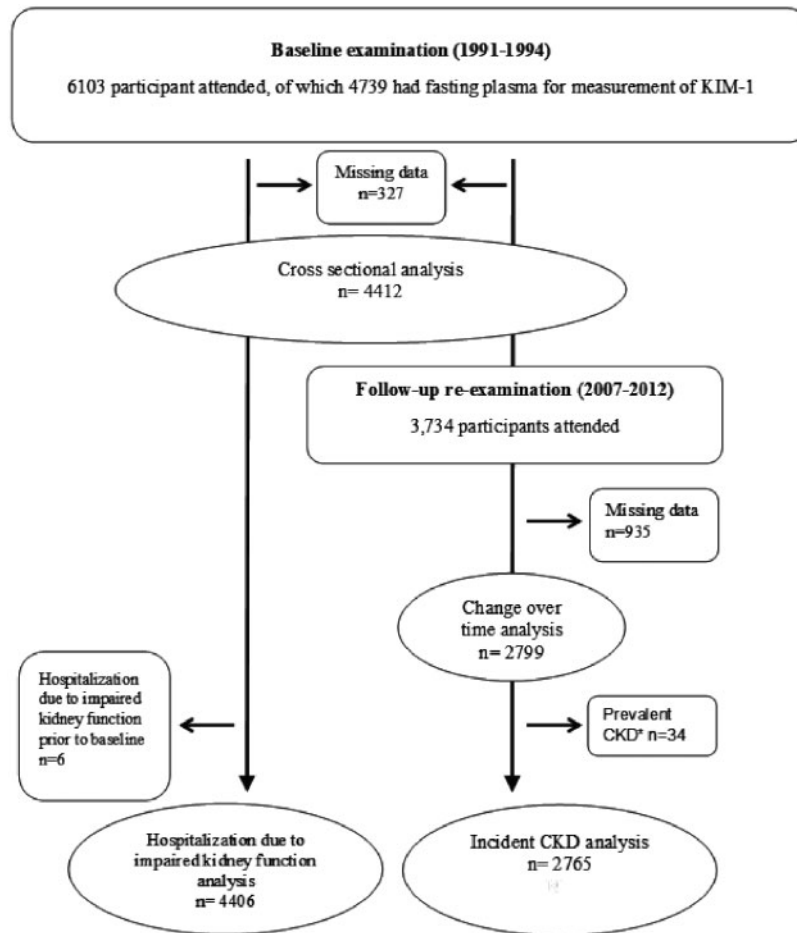 Baseline examination (1991-1994)
6103 participant attended, of which 4739 had fasting plasma for measurement of KIM-1
Missing data
n=327
Cross sectional analysis
n= 4412
Follow-up re-examination (2007-2012)
3,734 participants attended
Missing data
n=935
Change over
time analysis
n= 2799
Hospitalization
due to impaired
kidney function
prior to baseline
n=6
Prevalent
CKD* n=34
Hospitalization due to
impaired kidney function
analysis
n= 4406
Incident CKD analysis
n= 2765